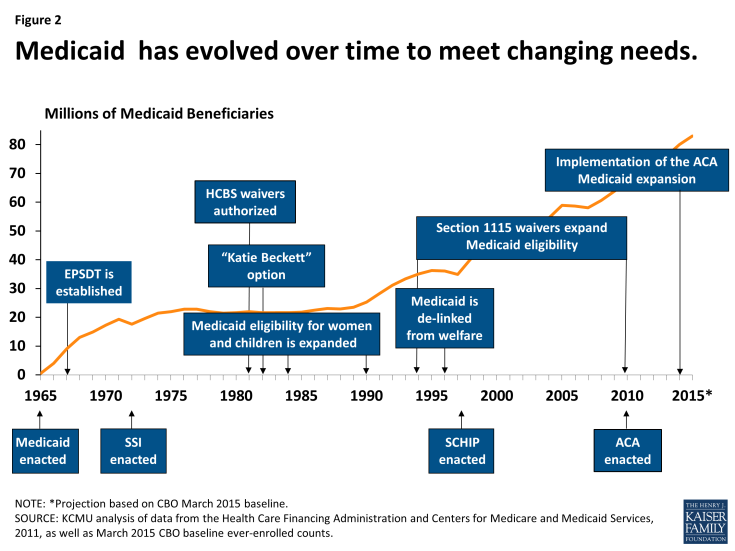 Figure 2
Medicaid has evolved over time to meet changing needs.
Millions of Medicaid Beneficiaries
80
70
60
50
40
30
20
10
0
Implementation of the ACA
Medicaid expansion
HCBS waivers
authorized
Section 1115 waivers expand
Medicaid eligibility
“Katie Beckett”
option
EPSDT is
established
Medicaid is
de-linked
from welfare
Medicaid eligibility for women
and children is expanded
1965 1970 1975 1980 1985 1990 1995 2000 2005 2010 2015*
Medicaid
enacted
SSI
enacted
SCHIP
enacted
ACA
enacted
NOTE: *Projection based on CBO March 2015 baseline.
SOURCE: KCMU analysis of data from the Health Care Financing Administration and Centers for Medicare and Medicaid Services,
2011, as well as March 2015 CBO baseline ever-enrolled counts.
THE HENRY J.
KAISER
FAMILY
FOUNDATION